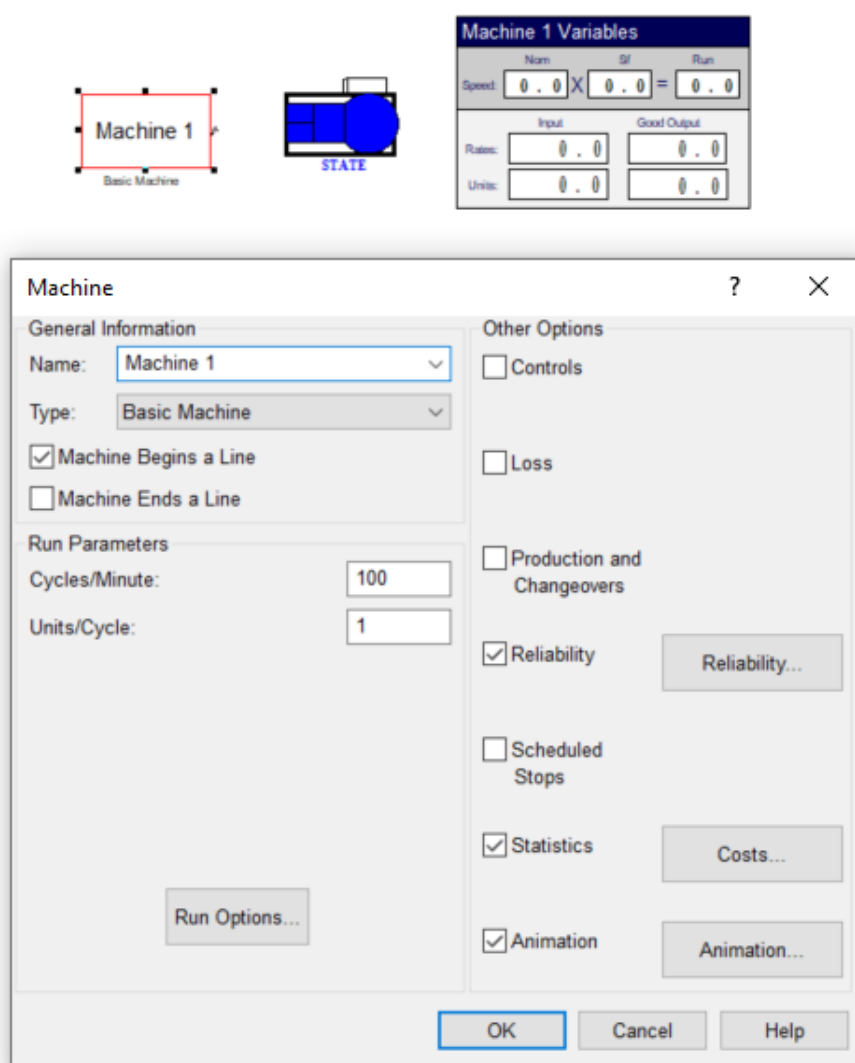 Machine 1 Variables
Nom Sf Run
Speed: 0.0 X 0.0 = 0.0
Input Good Output
Rates: 0.0 0.0
Units: 0.0 0.0
Machine 1
Basic Machine
STATE
Machine ? X
General Information
Name: Machine 1
Type: Basic Machine
Machine Begins a Line
Machine Ends a Line
Run Parameters
Cycles/Minute: 100
Units/Cycle: 1
Run Options...
Other Options
Controls
Loss
Production and
Changeovers
Reliability Reliability...
Scheduled
Stops
Statistics Costs...
Animation Animation...
OK Cancel Help